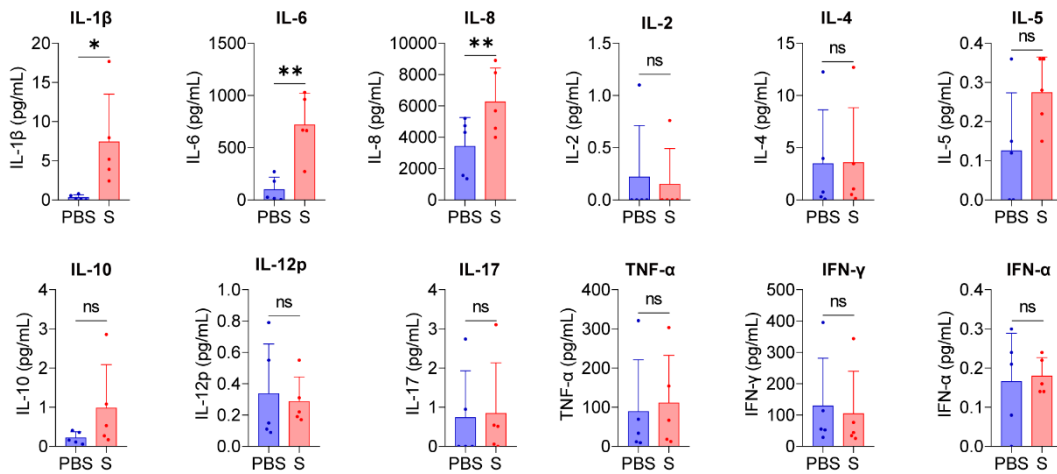 IL-1β
IL-6
IL-8
IL-2
IL-4
IL-5
IL-1β (pg/mL)
20
15
10
5
0
*
PBS S
IL-6 (pg/mL)
1500
1000
500
0
**
PBS S
IL-8 (pg/mL)
10000
8000
6000
4000
2000
0
**
PBS S
IL-2 (pg/mL)
1.5
1.0
0.5
0.0
ns
PBS S
IL-4 (pg/mL)
15
10
5
0
ns
PBS S
IL-5 (pg/mL)
0.4
0.3
0.2
0.1
0.0
ns
PBS S
IL-10
IL-12p
IL-17
TNF-α
IFN-γ
IFN-α
IL-10 (pg/mL)
4
3
2
1
0
ns
PBS S
IL-12p (pg/mL)
1.0
0.8
0.6
0.4
0.2
0.0
ns
PBS S
IL-17 (pg/mL)
4
3
2
1
0
ns
PBS S
TNF-α (pg/mL)
400
300
200
100
0
ns
PBS S
IFN-γ (pg/mL)
500
400
300
200
100
0
ns
PBS S
IFN-α (pg/mL)
0.4
0.3
0.2
0.1
0.0
ns
PBS S